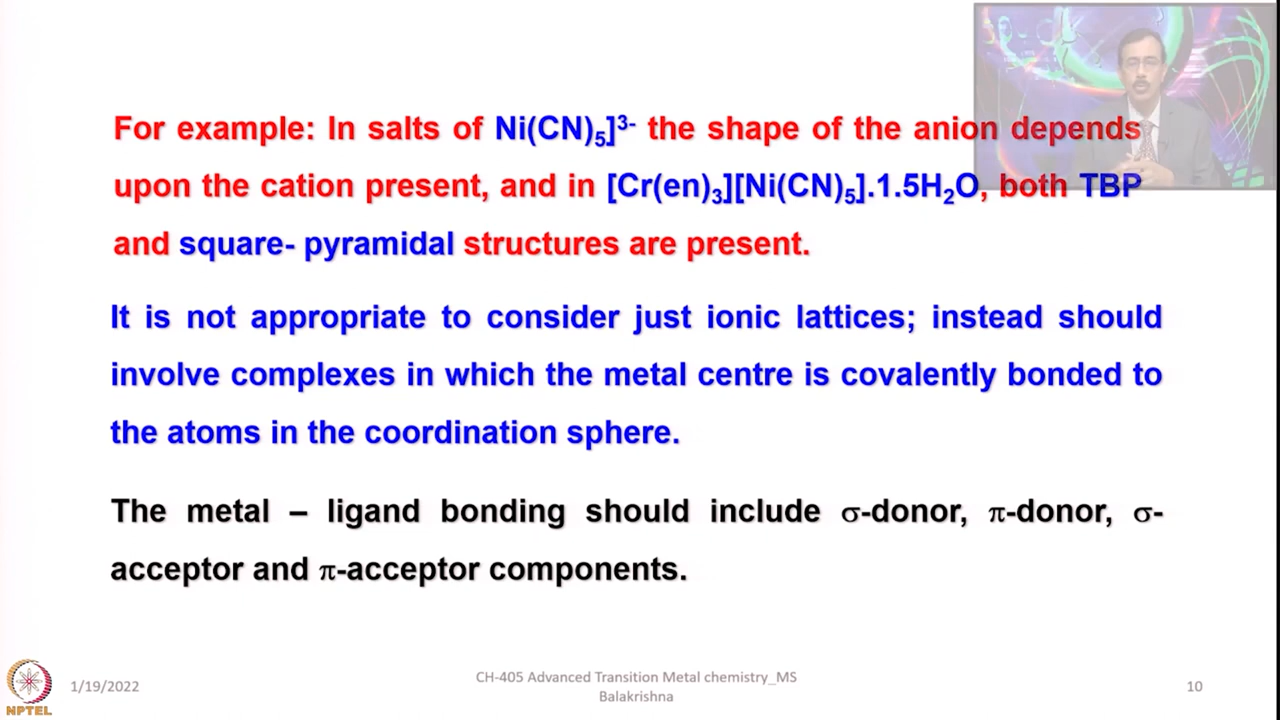 For example: In salts of Ni(CN)₅]³⁻ the shape of the anion depends
upon the cation present, and in [Cr(en)₃][Ni(CN)₅].1.5H₂O, both TBP
and square- pyramidal structures are present.
It is not appropriate to consider just ionic lattices; instead should
involve complexes in which the metal centre is covalently bonded to
the atoms in the coordination sphere.
The metal – ligand bonding should include σ-donor, π-donor, σ-
acceptor and π-acceptor components.
NPTEL
1/19/2022
CH-405 Advanced Transition Metal chemistry_MS
Balakrishna
10